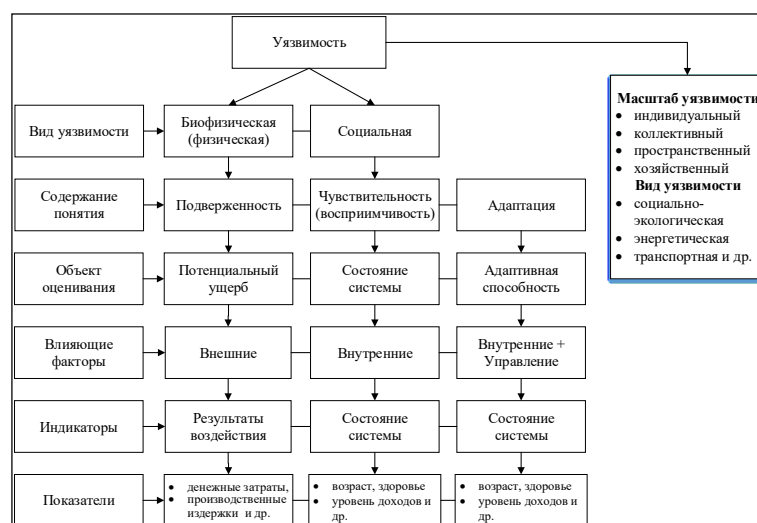 Уязвимость
Масштаб уязвимости
индивидуальный
коллективный
пространственный
хозяйственный
Вид уязвимости
социально-
экологическая
энергетическая
транспортная и др.
Вид уязвимости
Биофизическая
(физическая)
Социальная
Содержание
понятия
Подверженность
Чувствительность
(восприимчивость)
Адаптация
Объект
оценивания
Потенциальный
ущерб
Состояние
системы
Адаптивная
способность
Влияющие
факторы
Внешние
Внутренние
Внутренние +
Управление
Индикаторы
Результаты
воздействия
Состояние
системы
Состояние
системы
Показатели
денежные затраты,
производственные
издержки и др.
возраст, здоровье
уровень доходов и
др.
возраст, здоровье
уровень доходов и
др.